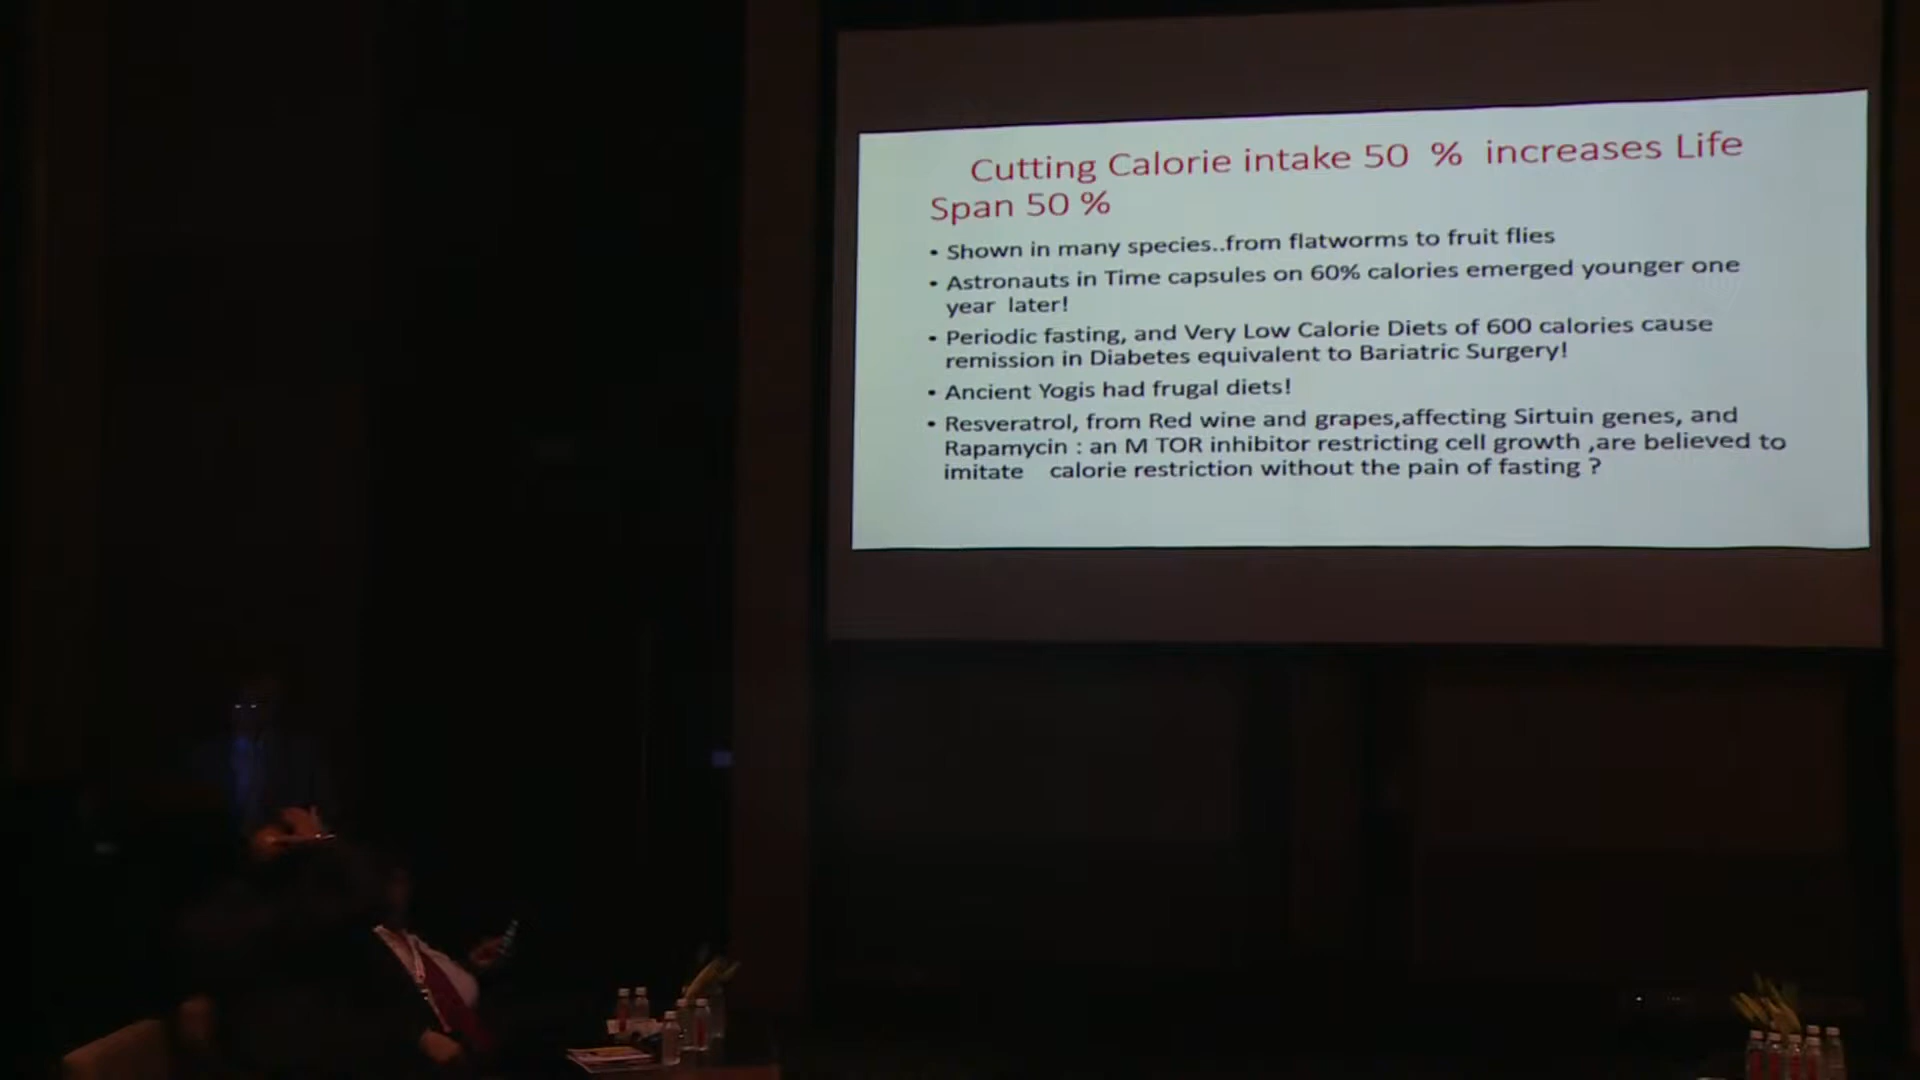 Cutting Calorie intake 50 % increases Life
Span 50 %
• Shown in many species..from flatworms to fruit flies
• Astronauts in Time capsules on 60% calories emerged younger one
year later!
• Periodic fasting, and Very Low Calorie Diets of 600 calories cause
remission in Diabetes equivalent to Bariatric Surgery!
• Ancient Yogis had frugal diets!
• Resveratrol, from Red wine and grapes,affecting Sirtuin genes, and
Rapamycin : an M TOR inhibitor restricting cell growth ,are believed to
imitate calorie restriction without the pain of fasting ?